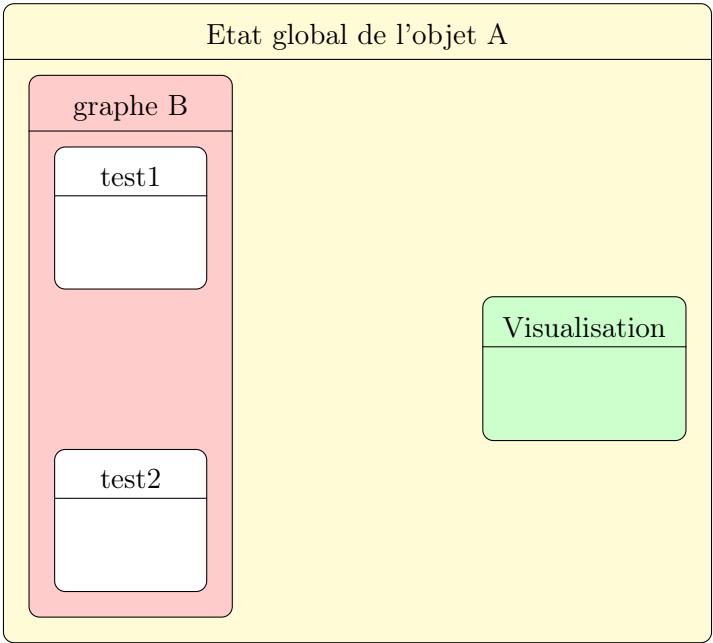 Etat global de l’objet A
graphe B
test1
Visualisation
test2